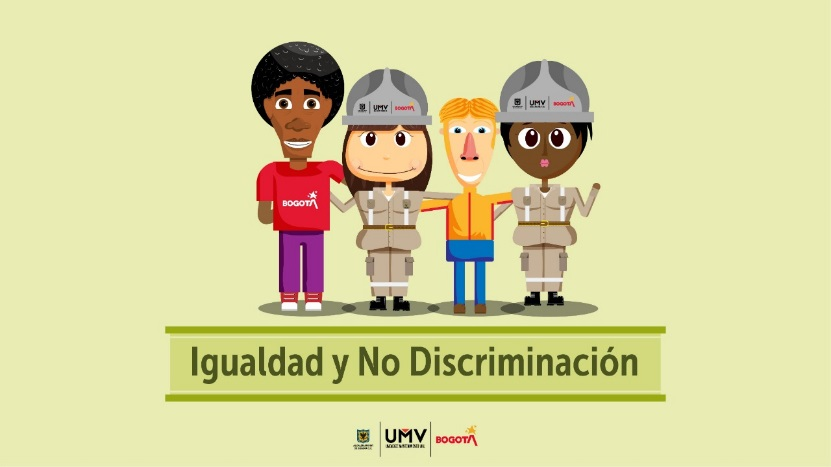 UMV BOGOTÁ
UMV BOGOTÁ
BOGOTÁ
Igualdad y No Discriminación
UMV
BOGOTÁ